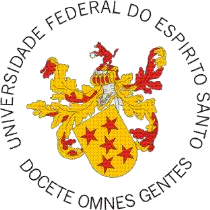 UNIVERSIDADE FEDERAL DO ESPIRITO SANTO
DOCETE OMNES GENTES